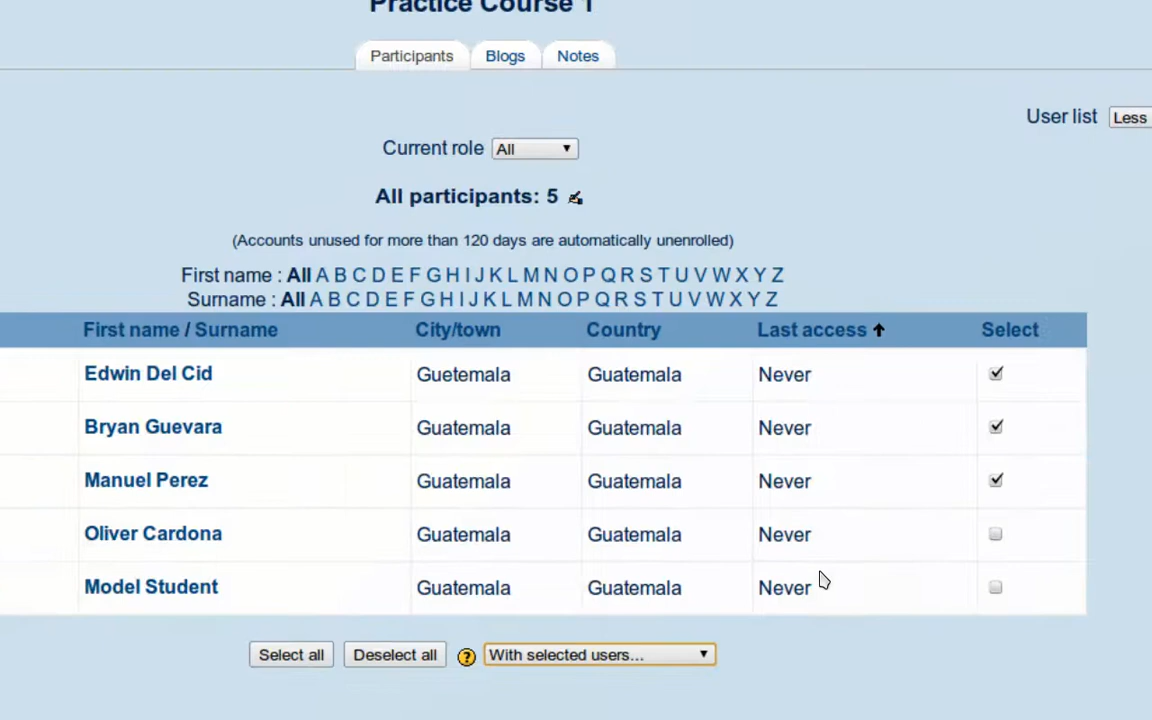 Practice Course 1
Participants Blogs Notes
User list Less
Current role All
All participants: 5
(Accounts unused for more than 120 days are automatically unenrolled)
First name : All A B C D E F G H I J K L M N O P Q R S T U V W X Y Z
Surname : All A B C D E F G H I J K L M N O P Q R S T U V W X Y Z
First name / Surname City/town Country Last access Select
Edwin Del Cid Guetemala Guatemala Never
Bryan Guevara Guatemala Guatemala Never
Manuel Perez Guatemala Guatemala Never
Oliver Cardona Guatemala Guatemala Never
Model Student Guatemala Guatemala Never
Select all Deselect all ? With selected users...